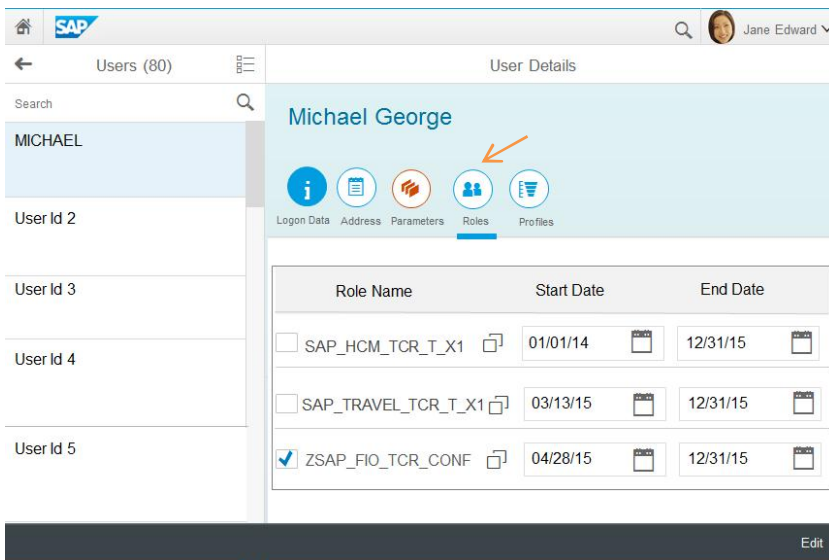 SAP
Jane Edward
Users (80)
User Details
Search
MICHAEL
User Id 2
User Id 3
User Id 4
User Id 5
Michael George
i
Logon Data Address Parameters Roles Profiles
Role Name Start Date End Date
SAP_HCM_TCR_T_X1 01/01/14 12/31/15
SAP_TRAVEL_TCR_T_X1 03/13/15 12/31/15
ZSAP_FIO_TCR_CONF 04/28/15 12/31/15
Edit